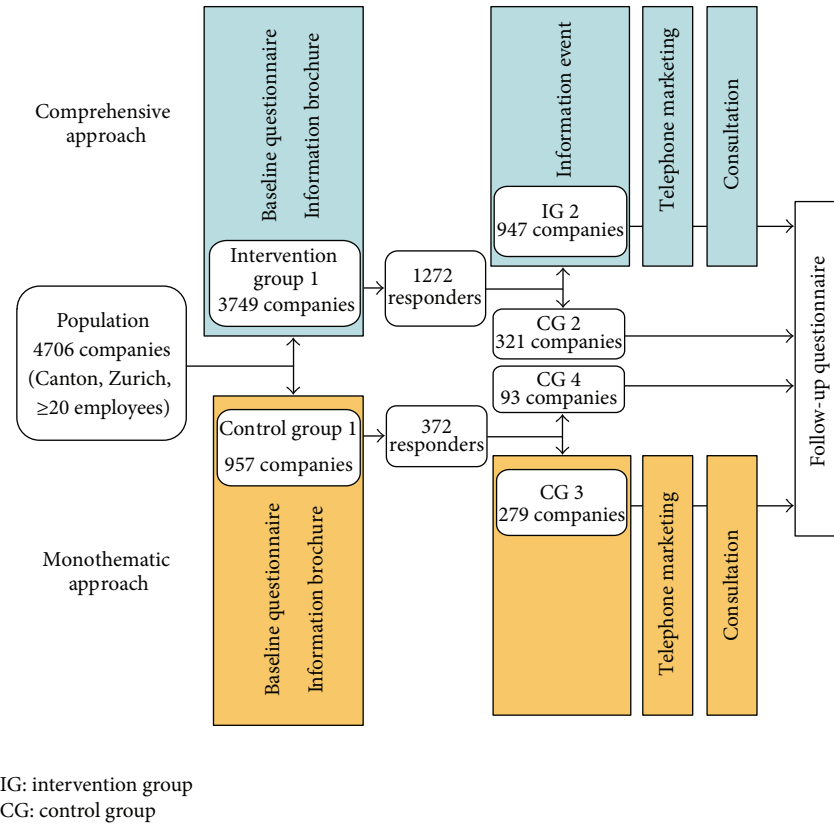 Comprehensive
approach
Baseline questionnaire
Information brochure
Intervention
group 1
3749 companies
Population
4706 companies
(Canton, Zurich,
≥20 employees)
Control group 1
957 companies
Baseline questionnaire
Information brochure
Monothematic
approach
1272
responders
372
responders
Information event
IG 2
947 companies
CG 2
321 companies
CG 4
93 companies
CG 3
279 companies
Telephone marketing
Consultation
Telephone marketing
Consultation
Follow-up questionnaire
IG: intervention group
CG: control group